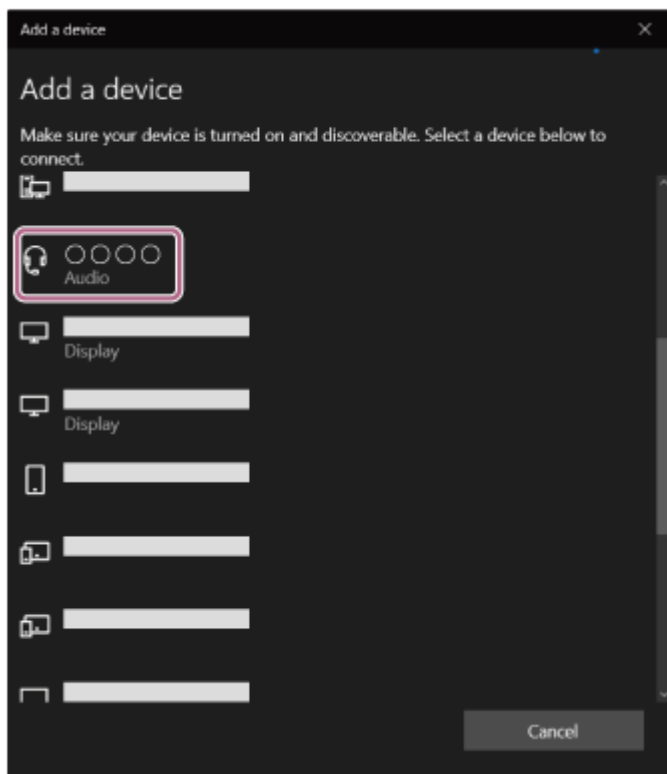 Add a device
Add a device
Make sure your device is turned on and discoverable. Select a device below to
connect.
○○○○
Audio
Display
Display
Cancel